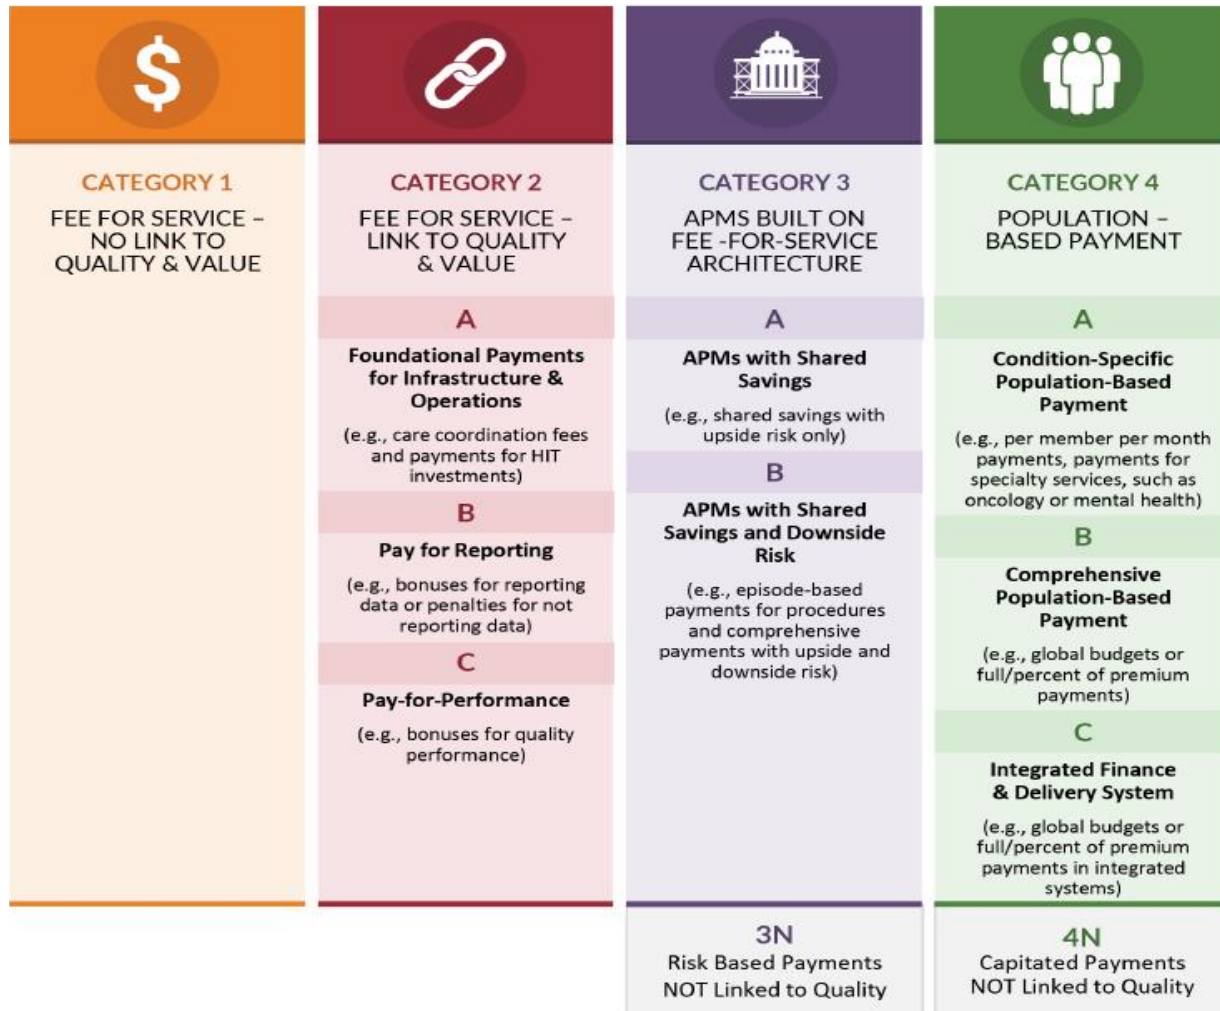 $
CATEGORY 1
FEE FOR SERVICE –
NO LINK TO
QUALITY & VALUE
CATEGORY 2
FEE FOR SERVICE –
LINK TO QUALITY
& VALUE
A
Foundational Payments
for Infrastructure &
Operations
(e.g., care coordination fees
and payments for HIT
investments)
B
Pay for Reporting
(e.g., bonuses for reporting
data or penalties for not
reporting data)
C
Pay-for-Performance
(e.g., bonuses for quality
performance)
CATEGORY 3
APMS BUILT ON
FEE -FOR-SERVICE
ARCHITECTURE
A
APMs with Shared
Savings
(e.g., shared savings with
upside risk only)
B
APMs with Shared
Savings and Downside
Risk
(e.g., episode-based
payments for procedures
and comprehensive
payments with upside and
downside risk)
3N
Risk Based Payments
NOT Linked to Quality
CATEGORY 4
POPULATION –
BASED PAYMENT
A
Condition-Specific
Population-Based
Payment
(e.g., per member per month
payments, payments for
specialty services, such as
oncology or mental health)
B
Comprehensive
Population-Based
Payment
(e.g., global budgets or
full/percent of premium
payments)
C
Integrated Finance
& Delivery System
(e.g., global budgets or
full/percent of premium
payments in integrated
systems)
4N
Capitated Payments
NOT Linked to Quality